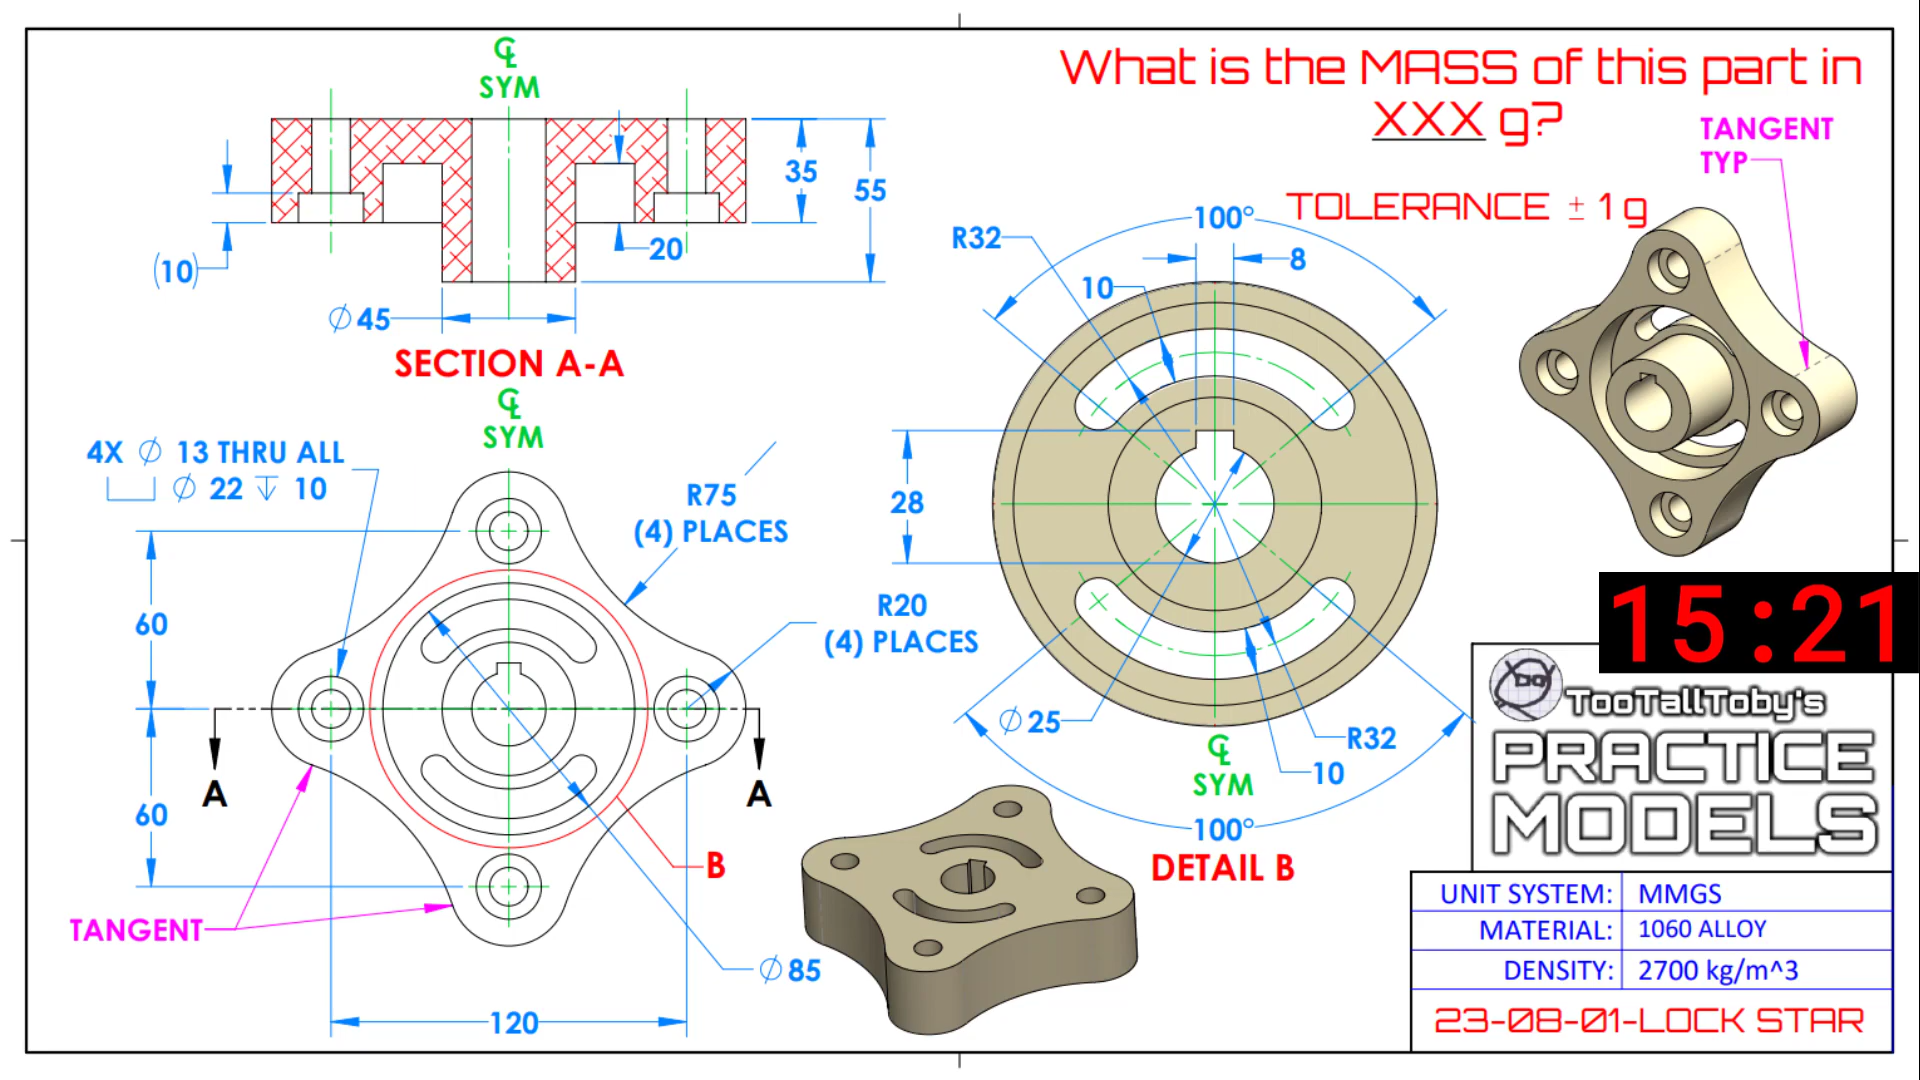 What is the MASS of this part in
XXX g?
TOLERANCE ± 1 g
TANGENT
TYP
℄
SYM
35
55
(10)
20
⌀45
SECTION A-A
℄
SYM
4X ⌀ 13 THRU ALL
⌴ ⌀ 22 ↧ 10
R75
(4) PLACES
R20
(4) PLACES
60
60
A
A
TANGENT
B
⌀85
120
100°
R32
8
10
28
⌀25
R32
10
℄
SYM
100°
DETAIL B
15:21
TooTallToby's
PRACTICE
MODELS
UNIT SYSTEM: MMGS
MATERIAL: 1060 ALLOY
DENSITY: 2700 kg/m^3
23-08-01-LOCK STAR